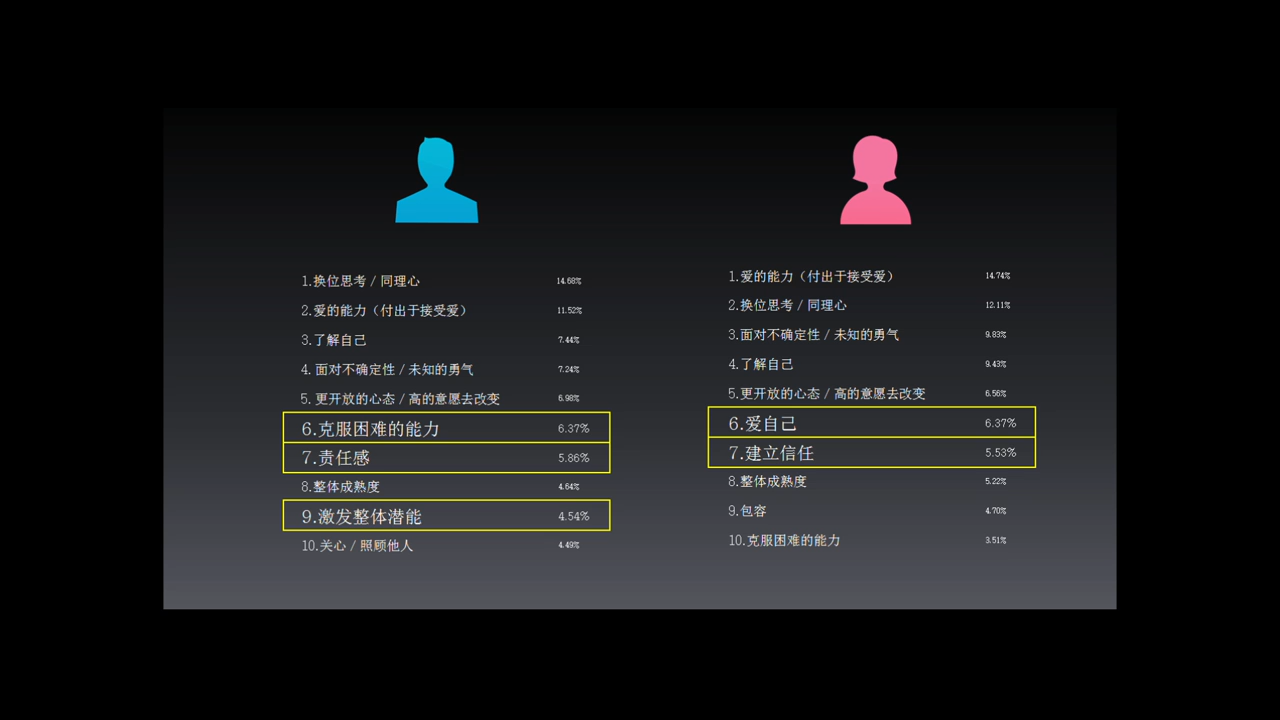 1.换位思考 / 同理心 14.68%
2.爱的能力（付出于接受爱） 11.52%
3.了解自己 7.44%
4. 面对不确定性 / 未知的勇气 7.24%
5. 更开放的心态 / 高的意愿去改变 6.98%
6.克服困难的能力 6.37%
7.责任感 5.86%
8.整体成熟度 4.64%
9.激发整体潜能 4.54%
10.关心 / 照顾他人 4.49%
1.爱的能力（付出于接受爱） 14.74%
2.换位思考 / 同理心 12.11%
3.面对不确定性 / 未知的勇气 9.83%
4.了解自己 9.43%
5.更开放的心态 / 高的意愿去改变 6.56%
6.爱自己 6.37%
7.建立信任 5.53%
8.整体成熟度 5.22%
9.包容 4.70%
10.克服困难的能力 3.51%